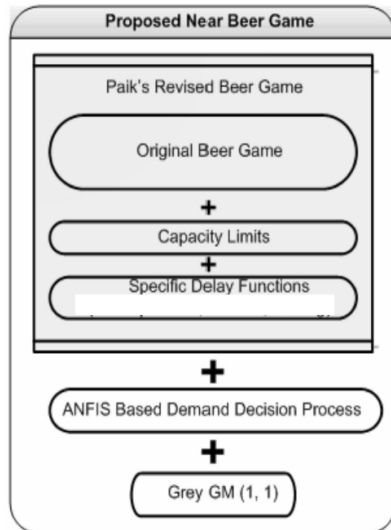 Proposed Near Beer Game
Paik's Revised Beer Game
Original Beer Game
+
Capacity Limits
+
Specific Delay Functions
+
ANFIS Based Demand Decision Process
+
Grey GM (1, 1)